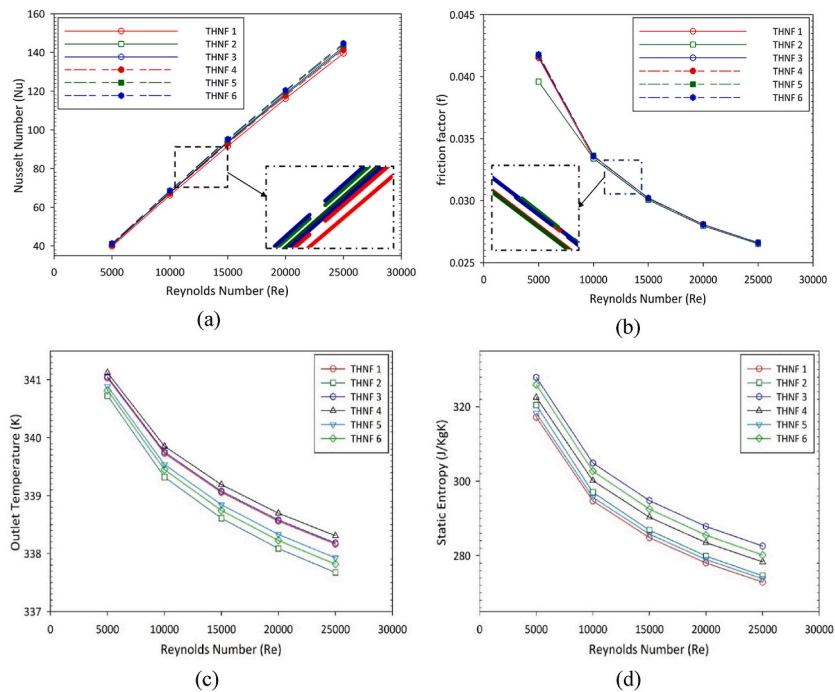 160
140
120
100
80
60
40
Nusselt Number (Nu)
THNF 1
THNF 2
THNF 3
THNF 4
THNF 5
THNF 6
0 5000 10000 15000 20000 25000 30000
Reynolds Number (Re)
(a)
0.045
0.040
0.035
0.030
0.025
friction factor (f)
THNF 1
THNF 2
THNF 3
THNF 4
THNF 5
THNF 6
0 5000 10000 15000 20000 25000 30000
Reynolds Number (Re)
(b)
341
340
339
338
337
Outlet Temperature (K)
THNF 1
THNF 2
THNF 3
THNF 4
THNF 5
THNF 6
0 5000 10000 15000 20000 25000 30000
Reynolds Number (Re)
(c)
320
300
280
260
Static Entropy (J/KgK)
THNF 1
THNF 2
THNF 3
THNF 4
THNF 5
THNF 6
0 5000 10000 15000 20000 25000 30000
Reynolds Number (Re)
(d)